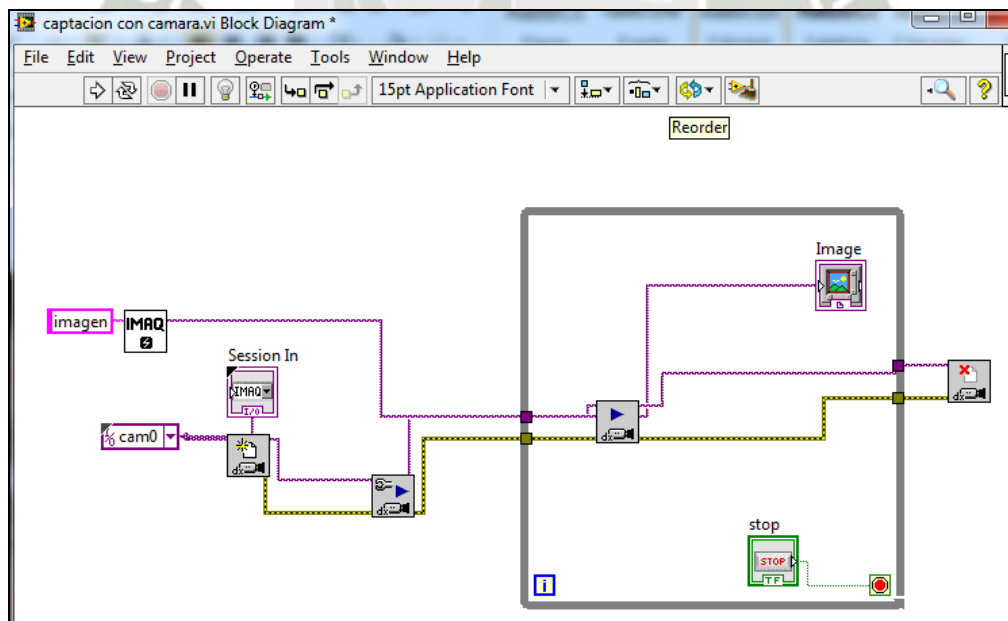 captacion con camara.vi Block Diagram *
File Edit View Project Operate Tools Window Help
15pt Application Font
?
Reorder
Image
imagen
IMAQ
Session In
IMAQ
I/O
I/O cam0
dx
dx
dx
dx
stop
STOP
TF
i